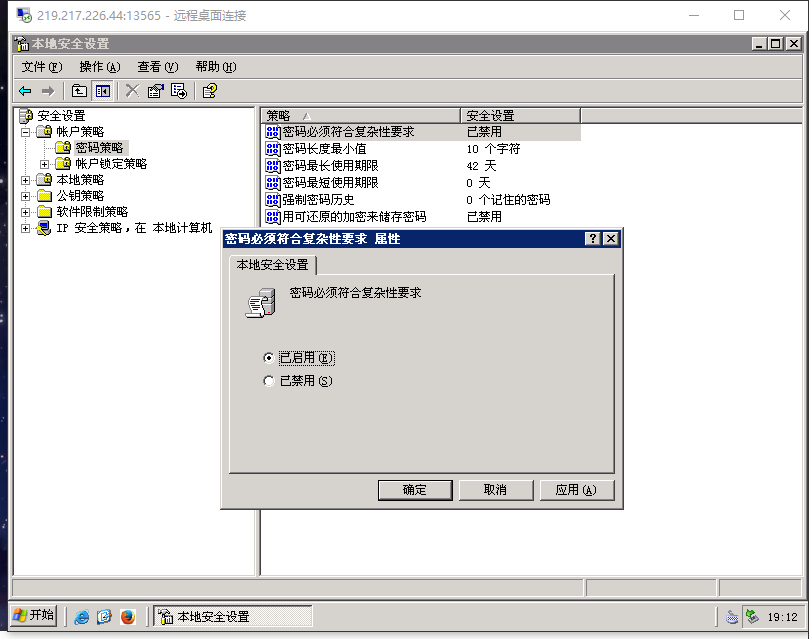 219.217.226.44:13565 - 远程桌面连接
本地安全设置
文件(F) 操作(A) 查看(V) 帮助(H)
安全设置
帐户策略
密码策略
帐户锁定策略
本地策略
公钥策略
软件限制策略
IP 安全策略，在 本地计算机
策略 安全设置
密码必须符合复杂性要求 已禁用
密码长度最小值 10 个字符
密码最长使用期限 42 天
密码最短使用期限 0 天
强制密码历史 0 个记住的密码
用可还原的加密来储存密码 已禁用
密码必须符合复杂性要求 属性
本地安全设置
密码必须符合复杂性要求
已启用(E)
已禁用(S)
确定 取消 应用(A)
开始 本地安全设置 19:12